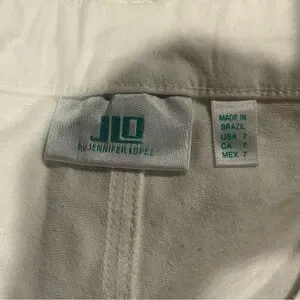 JLO
by JENNIFER LOPEZ
MADE IN
BRAZIL
USA 7
CA 7
MEX 7